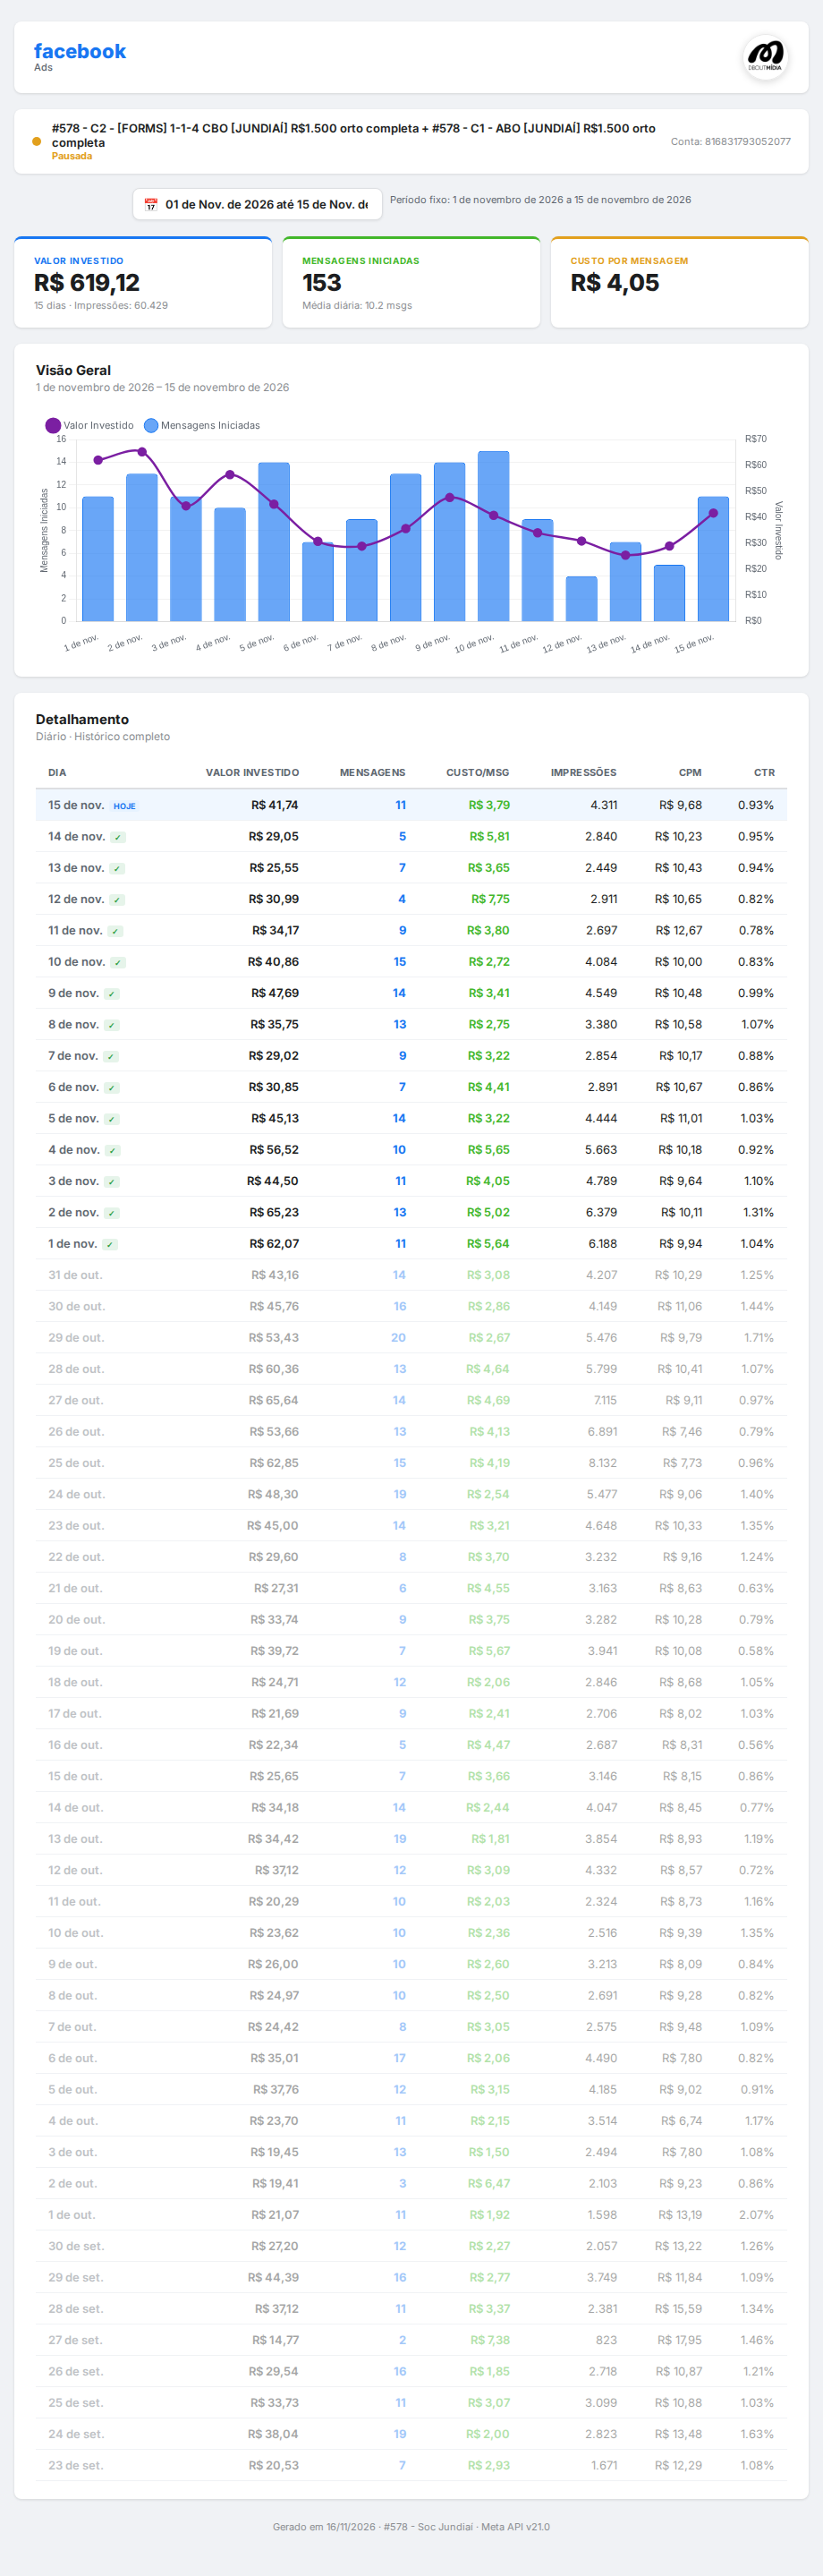 facebook
Ads
DBOUTMÍDIA
#578 - C2 - [FORMS] 1-1-4 CBO [JUNDIAÍ] R$1.500 orto completa + #578 - C1 - ABO [JUNDIAÍ] R$1.500 orto
completa
Pausada
Conta: 816831793052077
01 de Nov. de 2026 até 15 de Nov. de
Período fixo: 1 de novembro de 2026 a 15 de novembro de 2026
VALOR INVESTIDO
R$ 619,12
15 dias · Impressões: 60.429
MENSAGENS INICIADAS
153
Média diária: 10.2 msgs
CUSTO POR MENSAGEM
R$ 4,05
Visão Geral
1 de novembro de 2026 – 15 de novembro de 2026
Valor Investido Mensagens Iniciadas
Mensagens Iniciadas
16
14
12
10
8
6
4
2
0
R$70
R$60
R$50
R$40
R$30
R$20
R$10
R$0
Valor Investido
1 de nov. 2 de nov. 3 de nov. 4 de nov. 5 de nov. 6 de nov. 7 de nov. 8 de nov. 9 de nov. 10 de nov. 11 de nov. 12 de nov. 13 de nov. 14 de nov. 15 de nov.
Detalhamento
Diário · Histórico completo
DIA VALOR INVESTIDO MENSAGENS CUSTO/MSG IMPRESSÕES CPM CTR
15 de nov. HOJE R$ 41,74 11 R$ 3,79 4.311 R$ 9,68 0.93%
14 de nov. ✓ R$ 29,05 5 R$ 5,81 2.840 R$ 10,23 0.95%
13 de nov. ✓ R$ 25,55 7 R$ 3,65 2.449 R$ 10,43 0.94%
12 de nov. ✓ R$ 30,99 4 R$ 7,75 2.911 R$ 10,65 0.82%
11 de nov. ✓ R$ 34,17 9 R$ 3,80 2.697 R$ 12,67 0.78%
10 de nov. ✓ R$ 40,86 15 R$ 2,72 4.084 R$ 10,00 0.83%
9 de nov. ✓ R$ 47,69 14 R$ 3,41 4.549 R$ 10,48 0.99%
8 de nov. ✓ R$ 35,75 13 R$ 2,75 3.380 R$ 10,58 1.07%
7 de nov. ✓ R$ 29,02 9 R$ 3,22 2.854 R$ 10,17 0.88%
6 de nov. ✓ R$ 30,85 7 R$ 4,41 2.891 R$ 10,67 0.86%
5 de nov. ✓ R$ 45,13 14 R$ 3,22 4.444 R$ 11,01 1.03%
4 de nov. ✓ R$ 56,52 10 R$ 5,65 5.663 R$ 10,18 0.92%
3 de nov. ✓ R$ 44,50 11 R$ 4,05 4.789 R$ 9,64 1.10%
2 de nov. ✓ R$ 65,23 13 R$ 5,02 6.379 R$ 10,11 1.31%
1 de nov. ✓ R$ 62,07 11 R$ 5,64 6.188 R$ 9,94 1.04%
31 de out. R$ 43,16 14 R$ 3,08 4.207 R$ 10,29 1.25%
30 de out. R$ 45,76 16 R$ 2,86 4.149 R$ 11,06 1.44%
29 de out. R$ 53,43 20 R$ 2,67 5.476 R$ 9,79 1.71%
28 de out. R$ 60,36 13 R$ 4,64 5.799 R$ 10,41 1.07%
27 de out. R$ 65,64 14 R$ 4,69 7.115 R$ 9,11 0.97%
26 de out. R$ 53,66 13 R$ 4,13 6.891 R$ 7,46 0.79%
25 de out. R$ 62,85 15 R$ 4,19 8.132 R$ 7,73 0.96%
24 de out. R$ 48,30 19 R$ 2,54 5.477 R$ 9,06 1.40%
23 de out. R$ 45,00 14 R$ 3,21 4.648 R$ 10,33 1.35%
22 de out. R$ 29,60 8 R$ 3,70 3.232 R$ 9,16 1.24%
21 de out. R$ 27,31 6 R$ 4,55 3.163 R$ 8,63 0.63%
20 de out. R$ 33,74 9 R$ 3,75 3.282 R$ 10,28 0.79%
19 de out. R$ 39,72 7 R$ 5,67 3.941 R$ 10,08 0.58%
18 de out. R$ 24,71 12 R$ 2,06 2.846 R$ 8,68 1.05%
17 de out. R$ 21,69 9 R$ 2,41 2.706 R$ 8,02 1.03%
16 de out. R$ 22,34 5 R$ 4,47 2.687 R$ 8,31 0.56%
15 de out. R$ 25,65 7 R$ 3,66 3.146 R$ 8,15 0.86%
14 de out. R$ 34,18 14 R$ 2,44 4.047 R$ 8,45 0.77%
13 de out. R$ 34,42 19 R$ 1,81 3.854 R$ 8,93 1.19%
12 de out. R$ 37,12 12 R$ 3,09 4.332 R$ 8,57 0.72%
11 de out. R$ 20,29 10 R$ 2,03 2.324 R$ 8,73 1.16%
10 de out. R$ 23,62 10 R$ 2,36 2.516 R$ 9,39 1.35%
9 de out. R$ 26,00 10 R$ 2,60 3.213 R$ 8,09 0.84%
8 de out. R$ 24,97 10 R$ 2,50 2.691 R$ 9,28 0.82%
7 de out. R$ 24,42 8 R$ 3,05 2.575 R$ 9,48 1.09%
6 de out. R$ 35,01 17 R$ 2,06 4.490 R$ 7,80 0.82%
5 de out. R$ 37,76 12 R$ 3,15 4.185 R$ 9,02 0.91%
4 de out. R$ 23,70 11 R$ 2,15 3.514 R$ 6,74 1.17%
3 de out. R$ 19,45 13 R$ 1,50 2.494 R$ 7,80 1.08%
2 de out. R$ 19,41 3 R$ 6,47 2.103 R$ 9,23 0.86%
1 de out. R$ 21,07 11 R$ 1,92 1.598 R$ 13,19 2.07%
30 de set. R$ 27,20 12 R$ 2,27 2.057 R$ 13,22 1.26%
29 de set. R$ 44,39 16 R$ 2,77 3.749 R$ 11,84 1.09%
28 de set. R$ 37,12 11 R$ 3,37 2.381 R$ 15,59 1.34%
27 de set. R$ 14,77 2 R$ 7,38 823 R$ 17,95 1.46%
26 de set. R$ 29,54 16 R$ 1,85 2.718 R$ 10,87 1.21%
25 de set. R$ 33,73 11 R$ 3,07 3.099 R$ 10,88 1.03%
24 de set. R$ 38,04 19 R$ 2,00 2.823 R$ 13,48 1.63%
23 de set. R$ 20,53 7 R$ 2,93 1.671 R$ 12,29 1.08%
Gerado em 16/11/2026 · #578 - Soc Jundiaí · Meta API v21.0